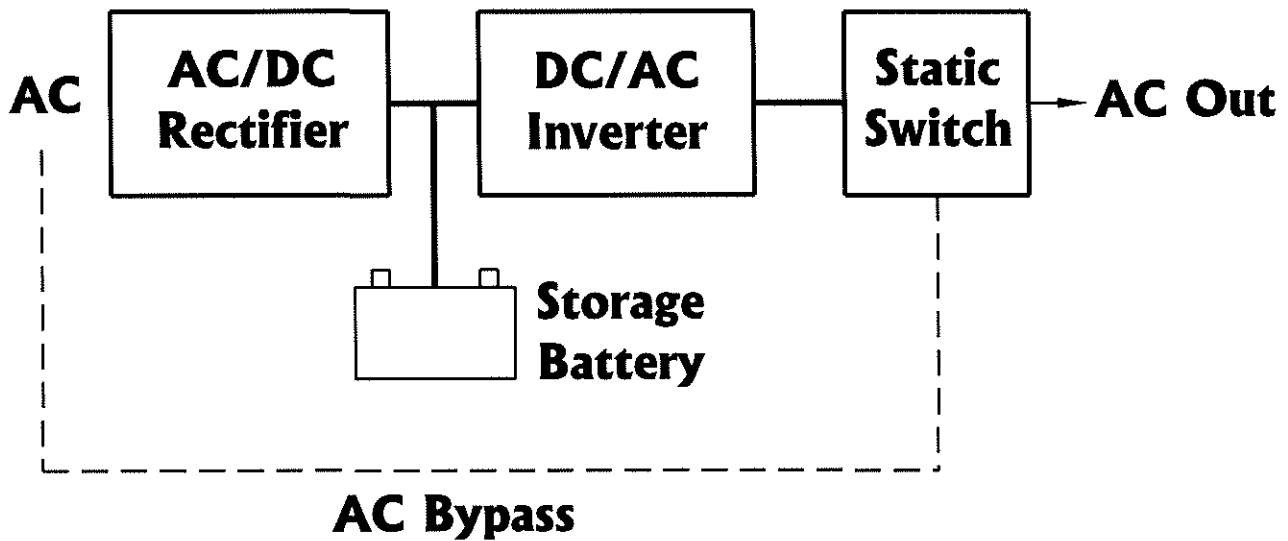 AC
AC/DC
Rectifier
DC/AC
Inverter
Static
Switch
AC Out
Storage
Battery
AC Bypass